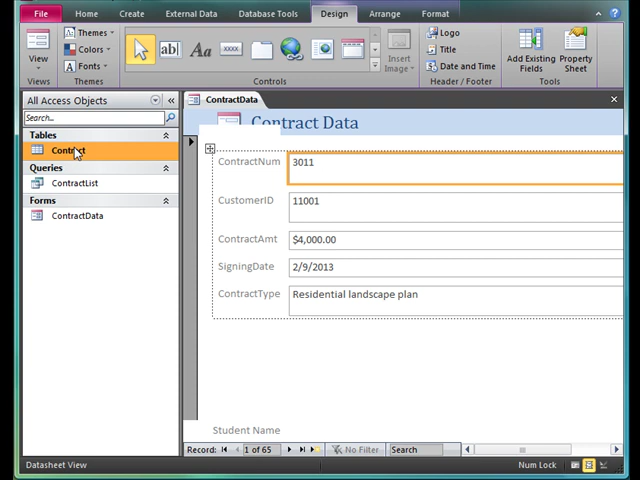 File Home Create External Data Database Tools Design Arrange Format
View
Views
Themes
Colors
Fonts
Themes
ab|
Aa
xxxx
Controls
Insert Image
Logo
Title
Date and Time
Header / Footer
Add Existing Fields
Property Sheet
Tools
All Access Objects
Search...
Tables
Contract
Queries
ContractList
Forms
ContractData
ContractData
Contract Data
ContractNum 3011
CustomerID 11001
ContractAmt $4,000.00
SigningDate 2/9/2013
ContractType Residential landscape plan
Student Name
Record: 1 of 65 No Filter Search
Datasheet View Num Lock